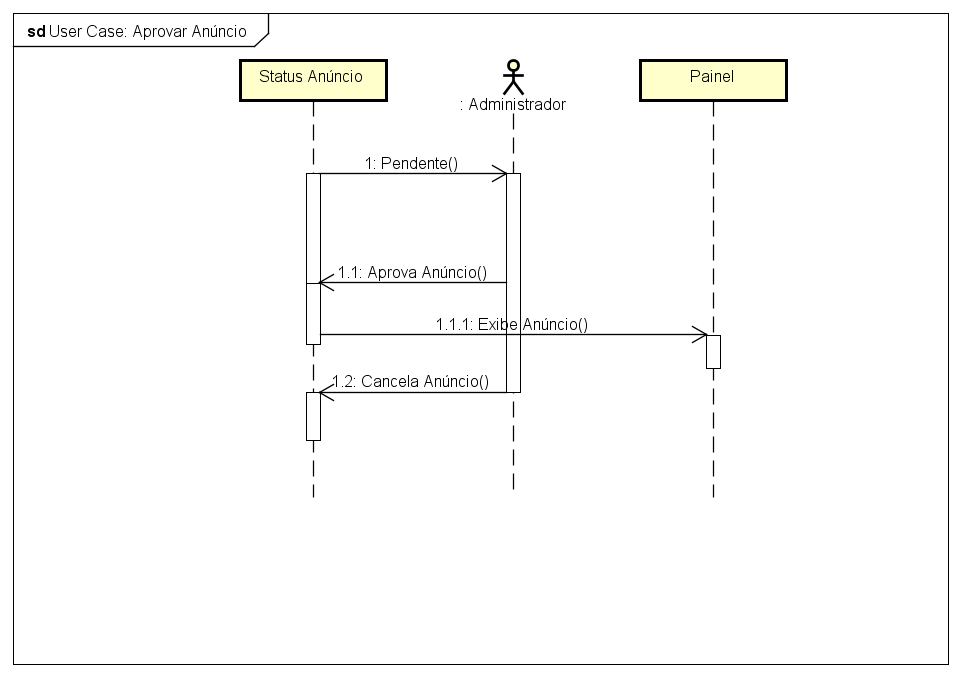 sd User Case: Aprovar Anúncio
Status Anúncio
: Administrador
Painel
1: Pendente()
1.1: Aprova Anúncio()
1.1.1: Exibe Anúncio()
1.2: Cancela Anúncio()